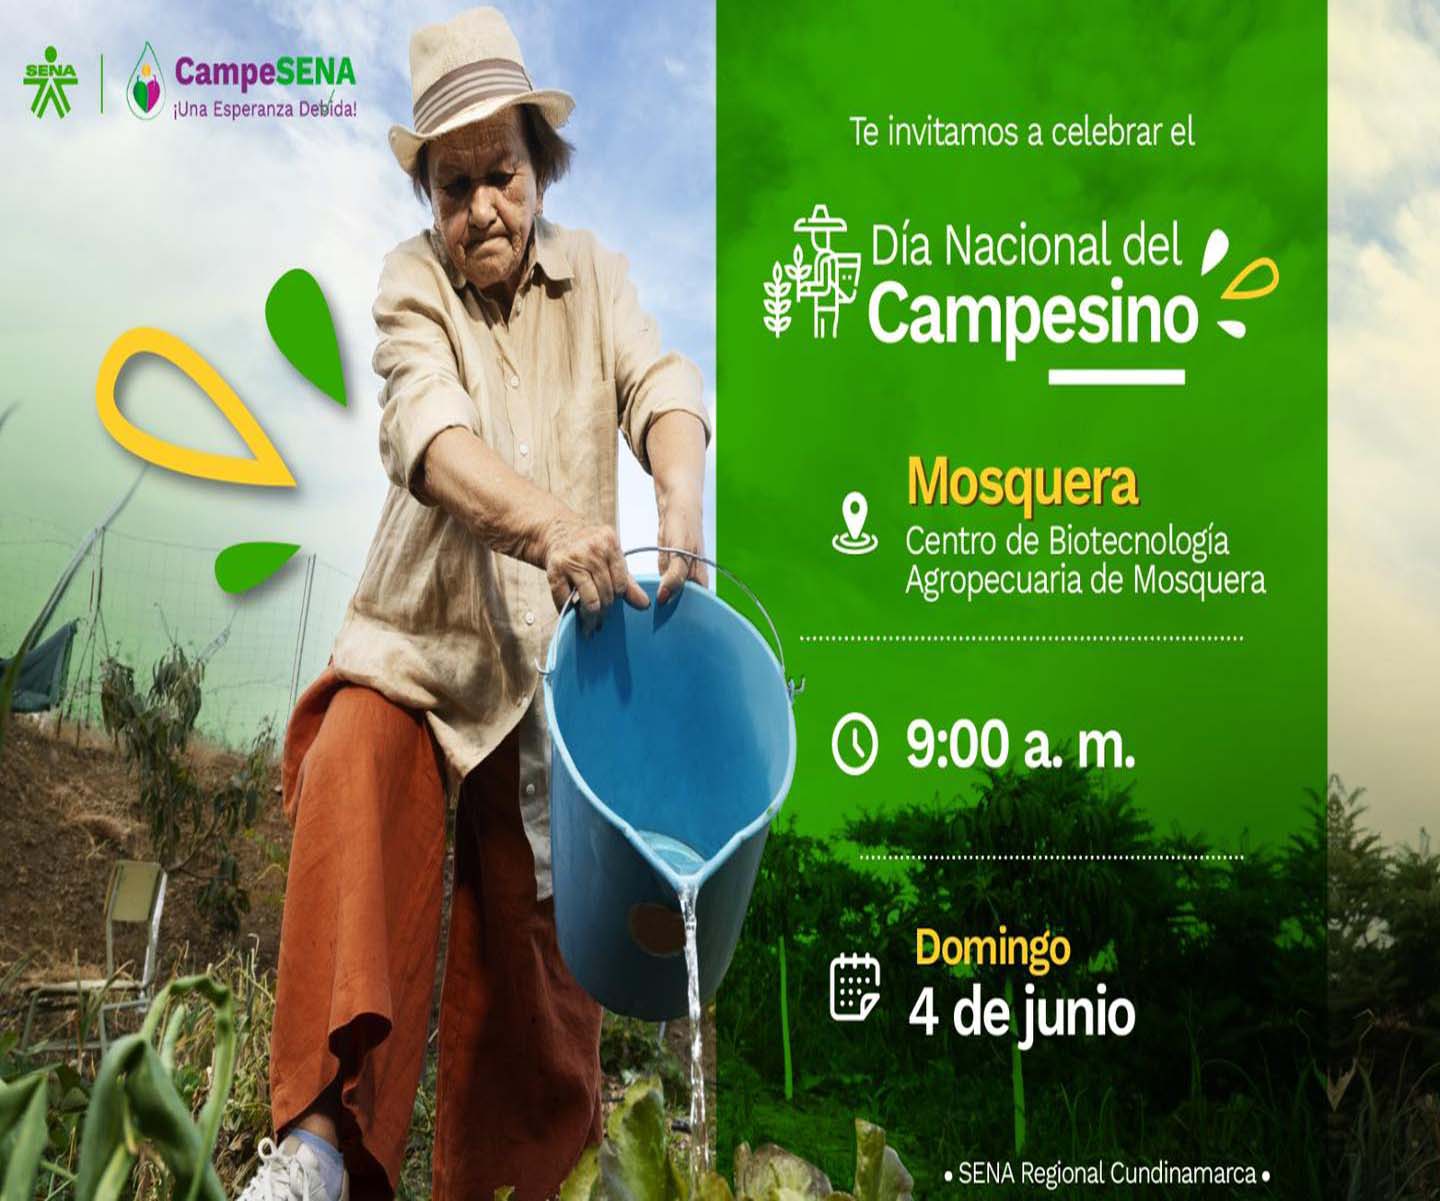 SENA
CampeSENA
¡Una Esperanza Debida!
Te invitamos a celebrar el
Día Nacional del
Campesino
Mosquera
Centro de Biotecnología
Agropecuaria de Mosquera
9:00 a. m.
Domingo
4 de junio
• SENA Regional Cundinamarca •